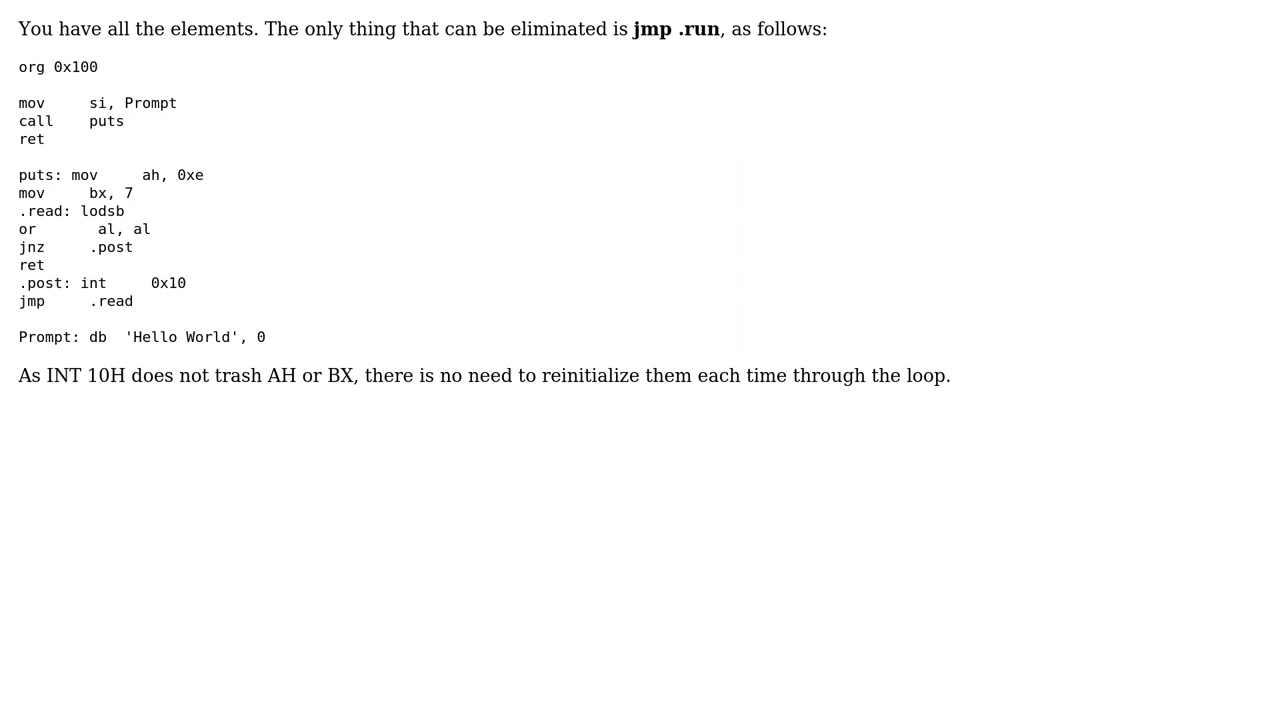 You have all the elements. The only thing that can be eliminated is jmp .run, as follows:
org 0x100
mov     si, Prompt
call    puts
ret
puts: mov     ah, 0xe
mov     bx, 7
.read: lodsb
or       al, al
jnz     .post
ret
.post: int     0x10
jmp     .read
Prompt: db  'Hello World', 0
As INT 10H does not trash AH or BX, there is no need to reinitialize them each time through the loop.